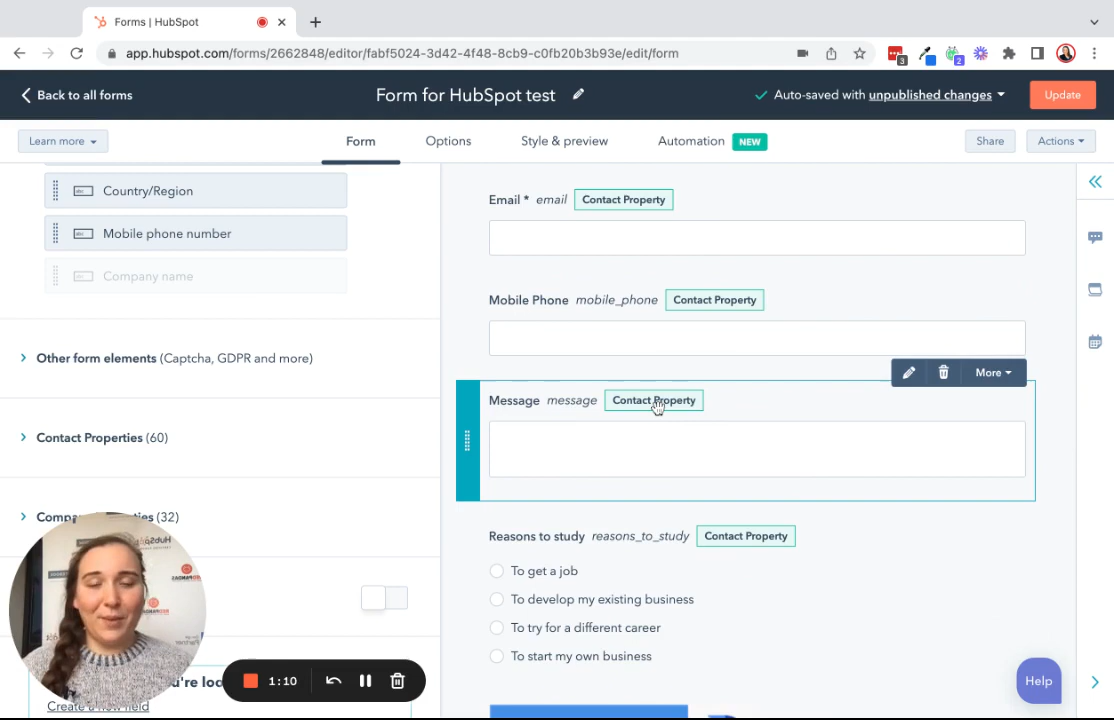 Forms | HubSpot
app.hubspot.com/forms/2662848/editor/fabf5024-3d42-4f48-8cb9-c0fb20b3b93e/edit/form
3
2
Back to all forms
Form for HubSpot test
Auto-saved with unpublished changes
Update
Learn more
Form
Options
Style & preview
Automation NEW
Share
Actions
Country/Region
Mobile phone number
Company name
Other form elements (Captcha, GDPR and more)
Contact Properties (60)
(32)
Email * email Contact Property
Mobile Phone mobile_phone Contact Property
More
Message message Contact Property
Reasons to study reasons_to_study Contact Property
To get a job
To develop my existing business
To try for a different career
To start my own business
1:10
Help